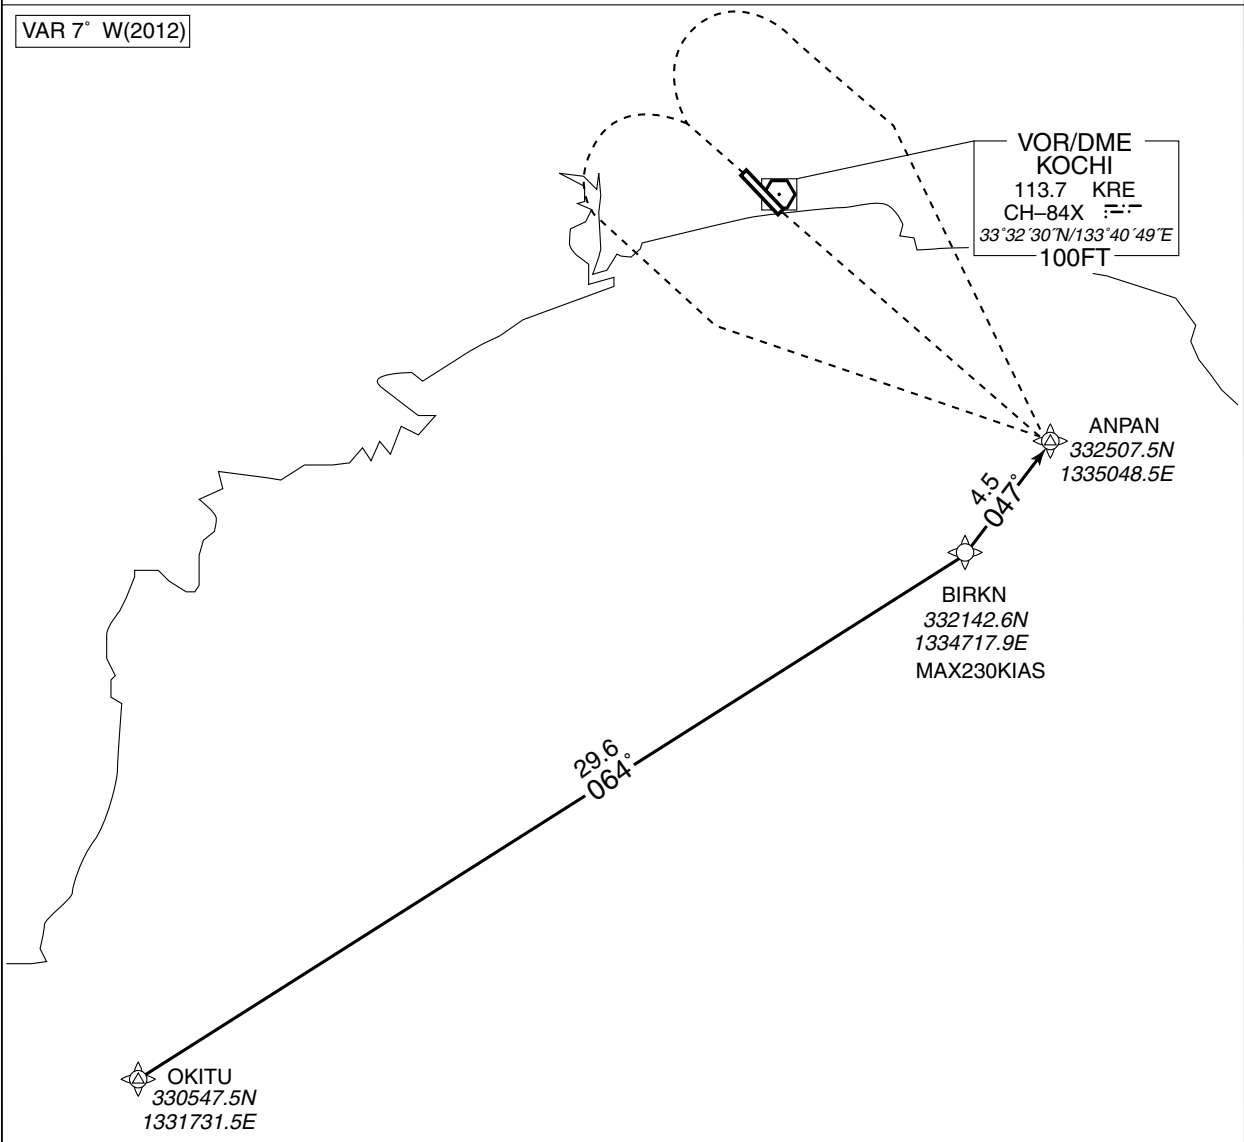 VAR 7° W(2012)
VOR/DME
KOCHI
113.7 KRE
CH–84X
33°32´30˝N/133°40´49˝E
100FT
ANPAN
332507.5N
1335048.5E
4.5
047°
BIRKN
332142.6N
1334717.9E
MAX230KIAS
29.6
064°
OKITU
330547.5N
1331731.5E